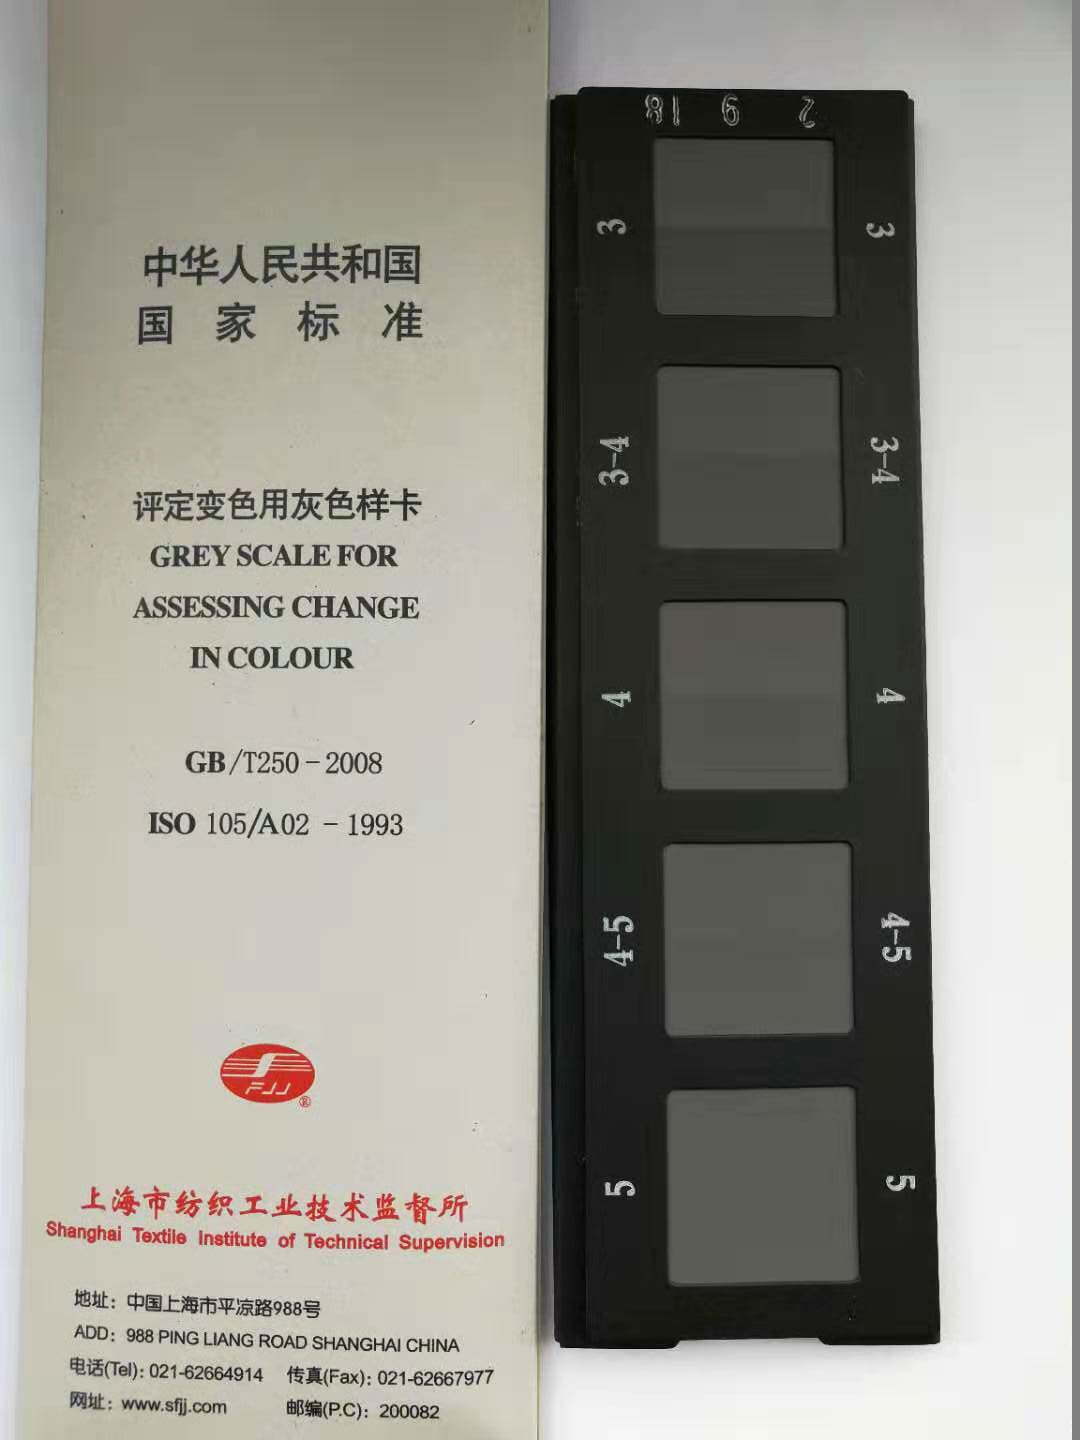 中华人民共和国
国家标准
评定变色用灰色样卡
GREY SCALE FOR
ASSESSING CHANGE
IN COLOUR
GB/T250-2008
ISO 105/A02 -1993
FJJ®
上海市纺织工业技术监督所
Shanghai Textile Institute of Technical Supervision
地址：中国上海市平凉路988号
ADD：988 PING LIANG ROAD SHANGHAI CHINA
电话(Tel)：021-62664914 传真(Fax)：021-62667977
网址：www.sfjj.com 邮编(P.C)：200082
18 9 2
3 3
3-4 3-4
4 4
4-5 4-5
5 5